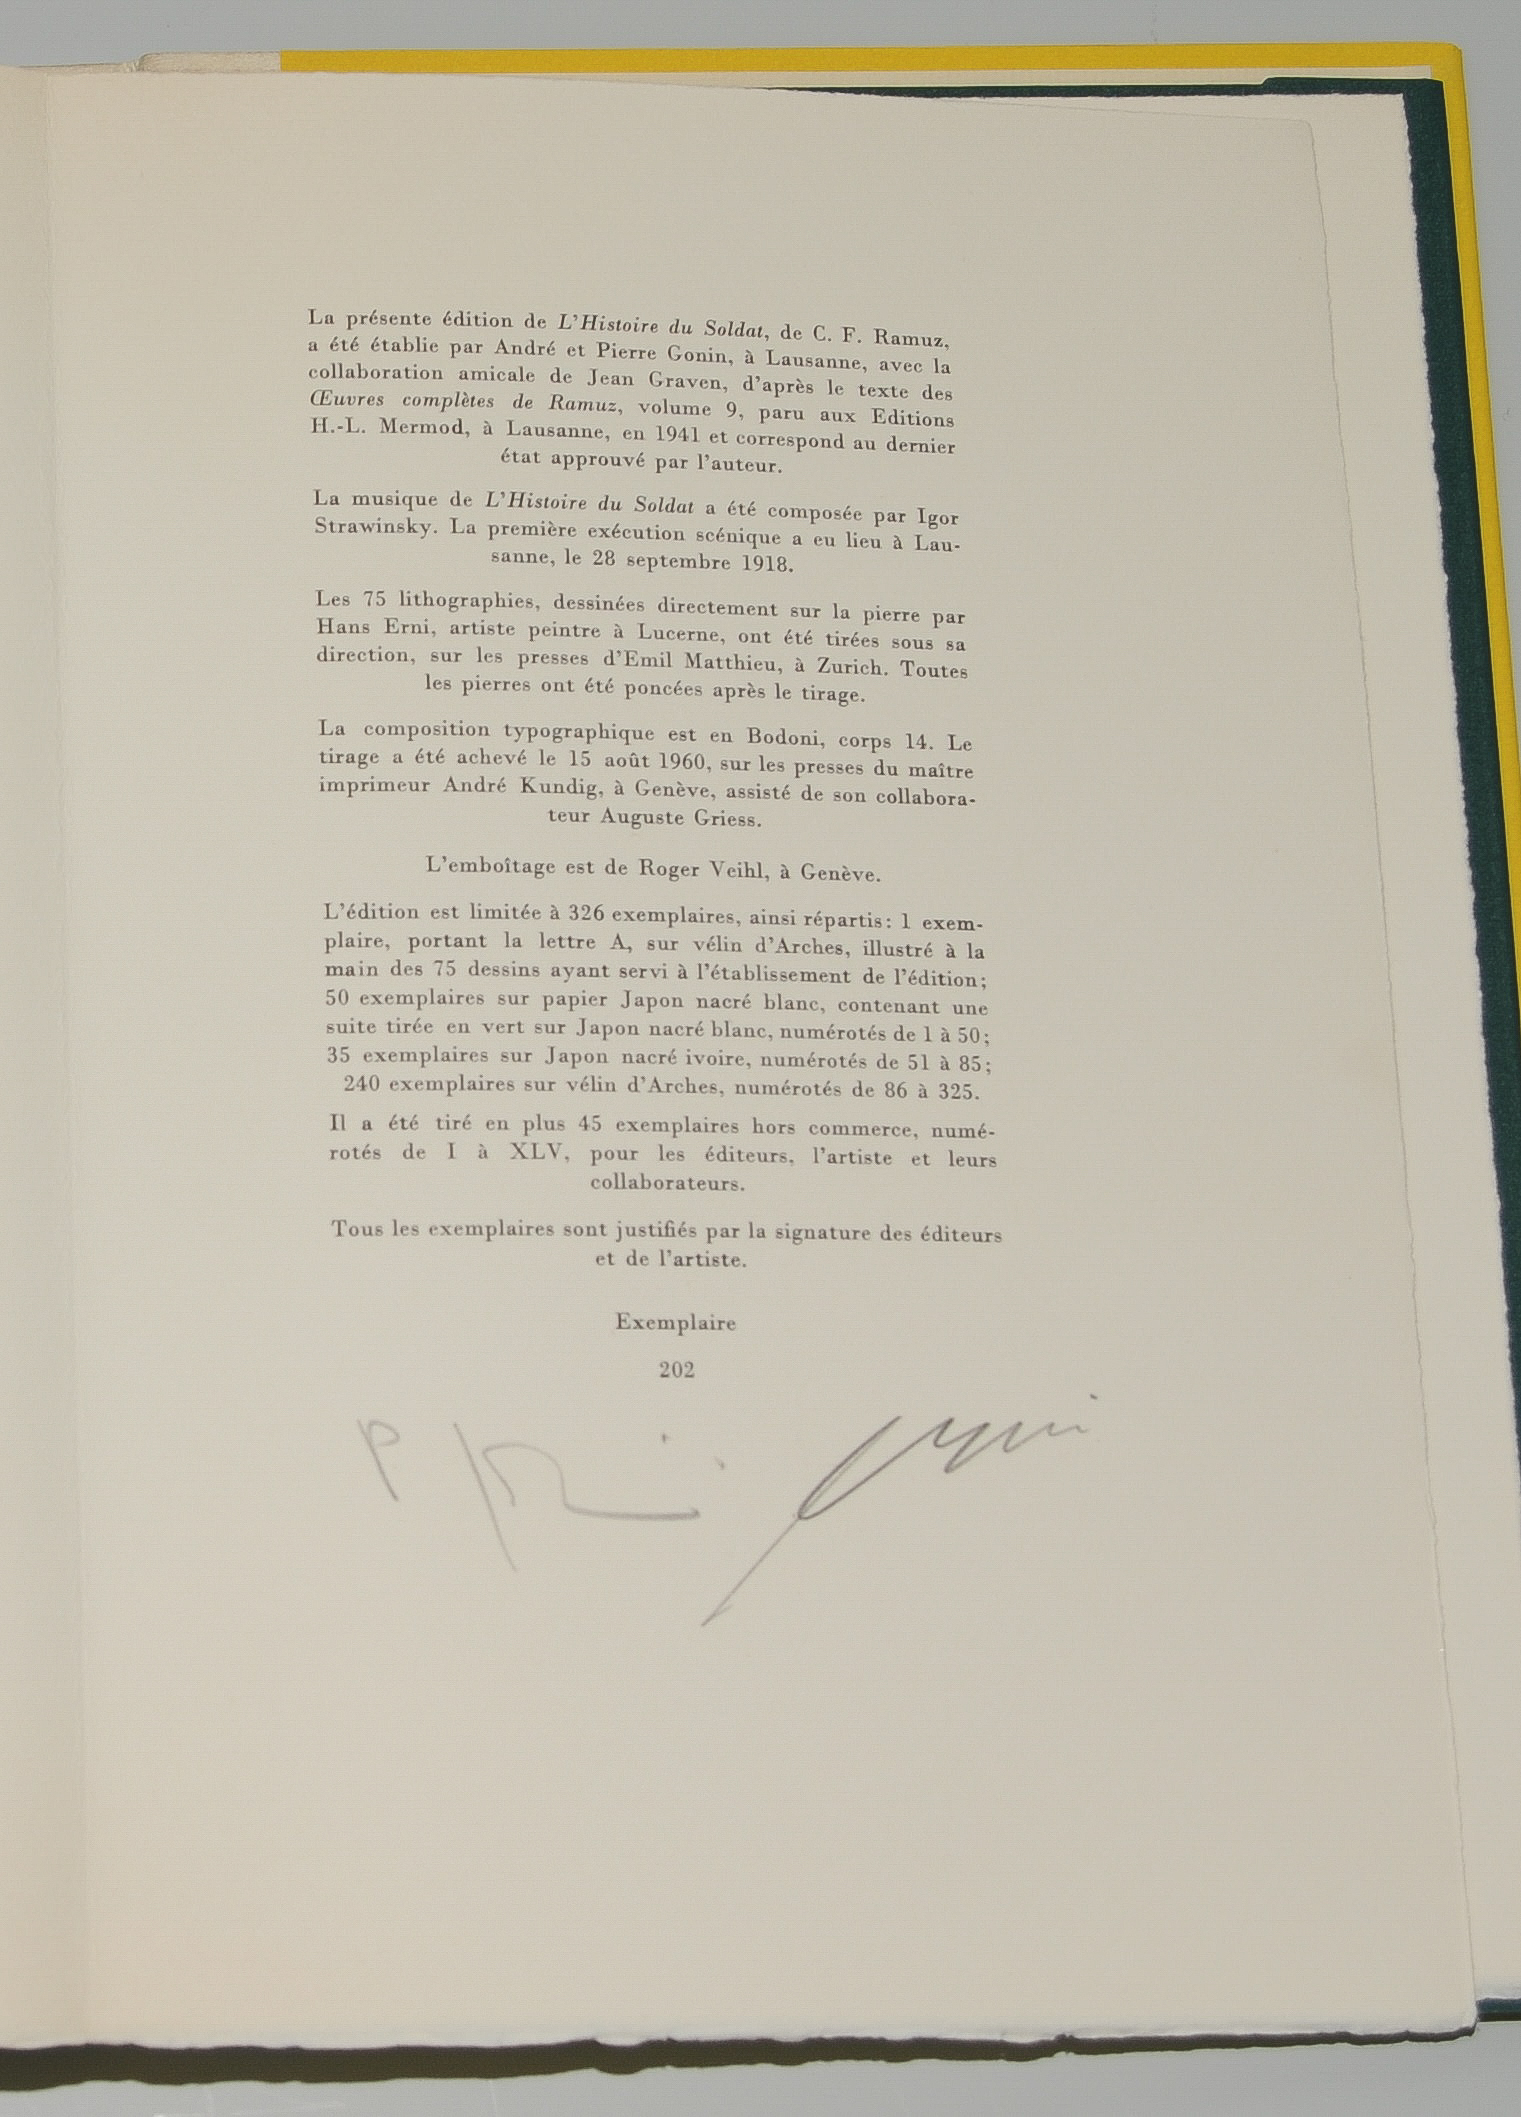 La présente édition de L'Histoire du Soldat, de C. F. Ramuz,
a été établie par André et Pierre Gonin, à Lausanne, avec la
collaboration amicale de Jean Graven, d'après le texte des
Œuvres complètes de Ramuz, volume 9, paru aux Editions
H.-L. Mermod, à Lausanne, en 1941 et correspond au dernier
état approuvé par l'auteur.
La musique de L'Histoire du Soldat a été composée par Igor
Strawinsky. La première exécution scénique a eu lieu à Lau-
sanne, le 28 septembre 1918.
Les 75 lithographies, dessinées directement sur la pierre par
Hans Erni, artiste peintre à Lucerne, ont été tirées sous sa
direction, sur les presses d'Emil Matthieu, à Zurich. Toutes
les pierres ont été poncées après le tirage.
La composition typographique est en Bodoni, corps 14. Le
tirage a été achevé le 15 août 1960, sur les presses du maître
imprimeur André Kundig, à Genève, assisté de son collabora-
teur Auguste Griess.
L'emboîtage est de Roger Veihl, à Genève.
L'édition est limitée à 326 exemplaires, ainsi répartis: 1 exem-
plaire, portant la lettre A, sur vélin d'Arches, illustré à la
main des 75 dessins ayant servi à l'établissement de l'édition;
50 exemplaires sur papier Japon nacré blanc, contenant une
suite tirée en vert sur Japon nacré blanc, numérotés de 1 à 50;
35 exemplaires sur Japon nacré ivoire, numérotés de 51 à 85;
240 exemplaires sur vélin d'Arches, numérotés de 86 à 325.
Il a été tiré en plus 45 exemplaires hors commerce, numé-
rotés de I à XLV, pour les éditeurs, l'artiste et leurs
collaborateurs.
Tous les exemplaires sont justifiés par la signature des éditeurs
et de l'artiste.
Exemplaire
202